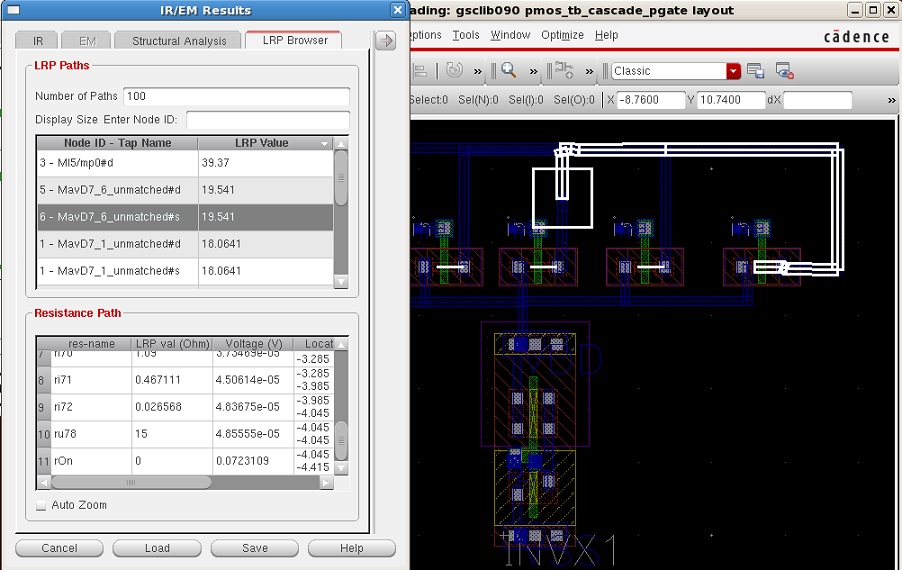 IR/EM Results
IR EM Structural Analysis LRP Browser
LRP Paths
Number of Paths 100
Display Size Enter Node ID:
Node ID - Tap Name LRP Value
3 - MI5/mp0#d 39.37
5 - MavD7_6_unmatched#d 19.541
6 - MavD7_6_unmatched#s 19.541
1 - MavD7_1_unmatched#d 18.0641
1 - MavD7_1_unmatched#s 18.0641
Resistance Path
res-name LRP val (Ohm) Voltage (V) Locat
7 ri70 1.09 3.73469e-05 -3.285
8 ri71 0.467111 4.50614e-05 -3.285
-3.985
9 ri72 0.026568 4.83675e-05 -3.985
-4.045
10 ru78 15 4.85555e-05 -4.045
-4.045
11 rOn 0 0.0723109 -4.045
-4.415
Auto Zoom
Cancel Load Save Help
ading: gsclib090 pmos_tb_cascade_pgate layout
ptions Tools Window Optimize Help
cādence
Classic
Select:0 Sel(N):0 Sel(I):0 Sel(O):0 X -8.7600 Y 10.7400 dX
INVX1